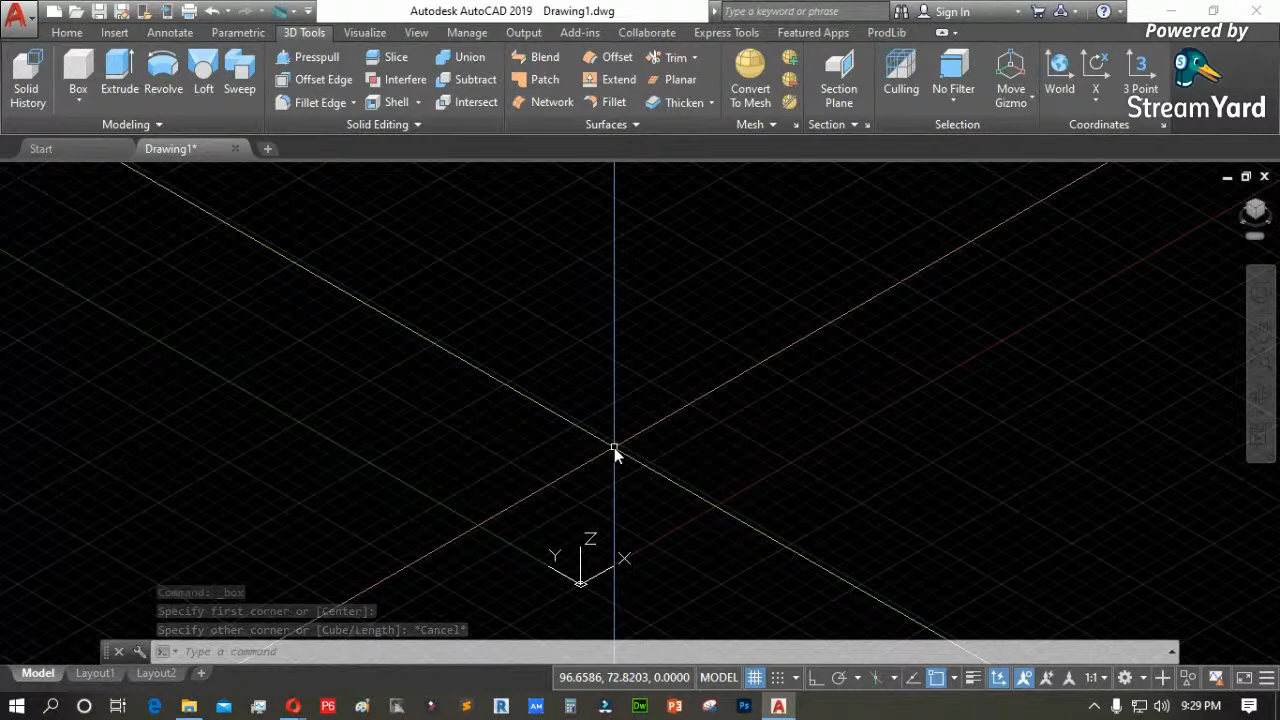 Autodesk AutoCAD 2019 Drawing1.dwg
Type a keyword or phrase
Sign In
Powered by
StreamYard
Home Insert Annotate Parametric 3D Tools Visualize View Manage Output Add-ins Collaborate Express Tools Featured Apps ProdLib
Solid History
Box Extrude Revolve Loft Sweep
Presspull Slice Union
Offset Edge Interfere Subtract
Fillet Edge Shell Intersect
Blend Offset Trim
Patch Extend Planar
Network Fillet Thicken
Convert To Mesh
Section Plane
Culling No Filter Move Gizmo
World X 3 Point
Modeling Solid Editing Surfaces Mesh Section Selection Coordinates
Start Drawing1*
Z
Y X
Command: _box
Specify first corner or [Center]:
Specify other corner or [Cube/Length]: *Cancel*
Type a command
Model Layout1 Layout2
96.6586, 72.8203, 0.0000 MODEL 1:1
9:29 PM